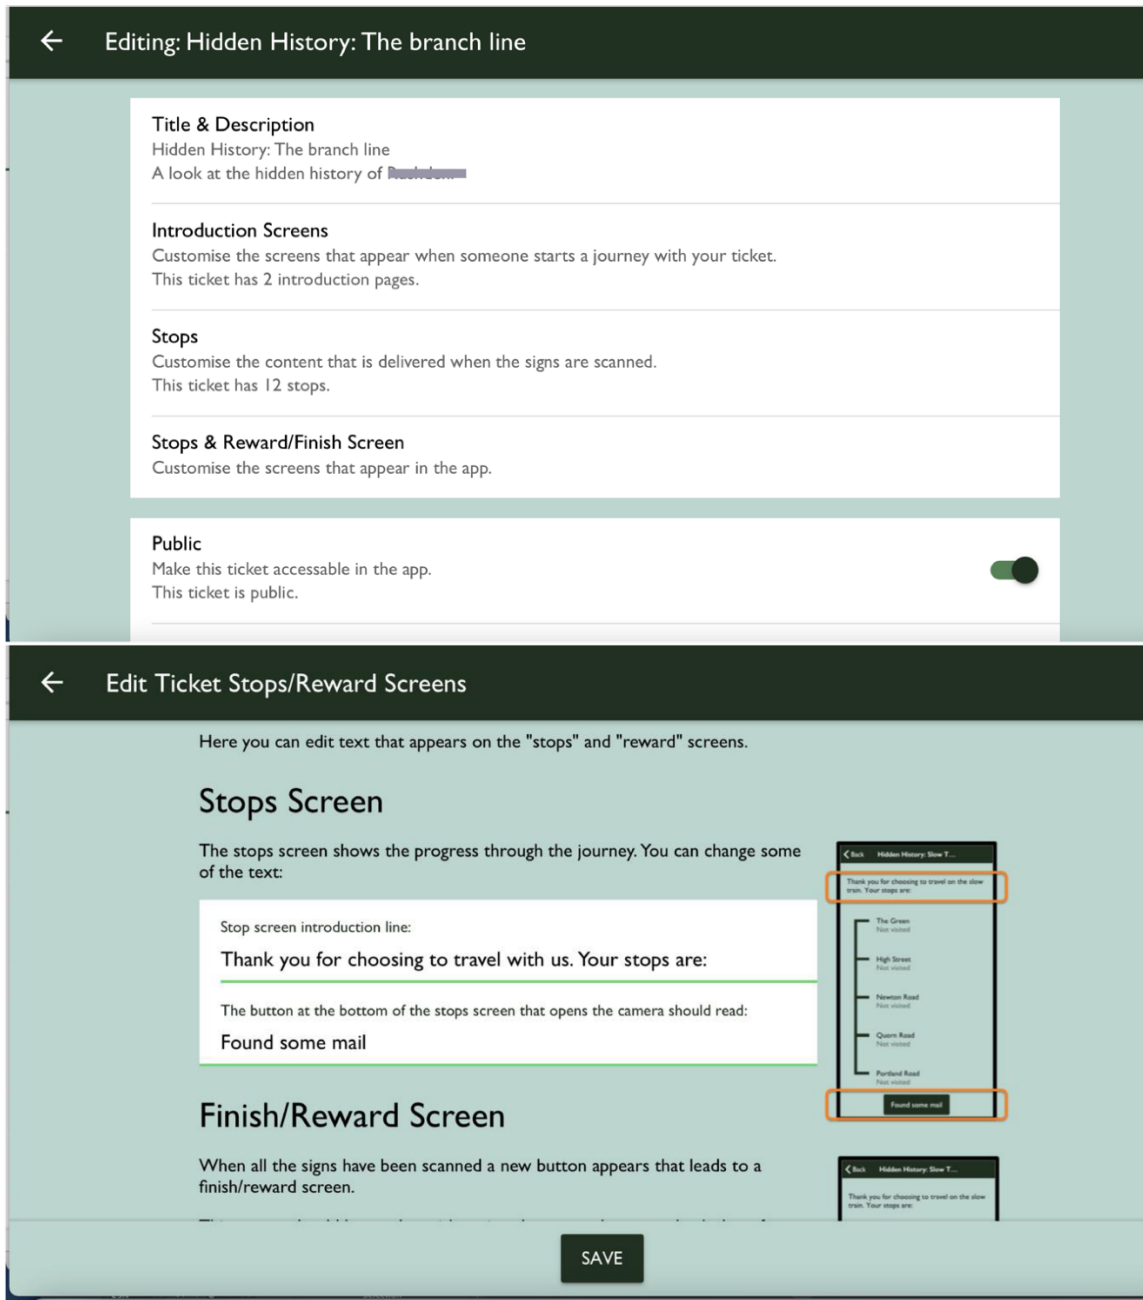 Editing: Hidden History: The branch line
Title & Description
Hidden History: The branch line
A look at the hidden history of
Introduction Screens
Customise the screens that appear when someone starts a journey with your ticket.
This ticket has 2 introduction pages.
Stops
Customise the content that is delivered when the signs are scanned.
This ticket has 12 stops.
Stops & Reward/Finish Screen
Customise the screens that appear in the app.
Public
Make this ticket accessable in the app.
This ticket is public.
Edit Ticket Stops/Reward Screens
Here you can edit text that appears on the "stops" and "reward" screens.
Stops Screen
The stops screen shows the progress through the journey. You can change some
of the text:
Stop screen introduction line:
Thank you for choosing to travel with us. Your stops are:
The button at the bottom of the stops screen that opens the camera should read:
Found some mail
Back Hidden History: Slow T...
Thank you for choosing to travel on the slow
train. Your stops are:
The Green
Not visited
High Street
Not visited
Newton Road
Not visited
Quorn Road
Not visited
Portland Road
Not visited
Found some mail
Finish/Reward Screen
When all the signs have been scanned a new button appears that leads to a
finish/reward screen.
Back Hidden History: Slow T...
Thank you for choosing to travel on the slow
train. Your stops are:
SAVE